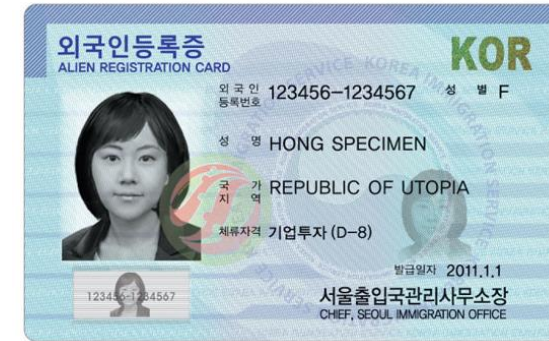 외국인등록증
KOR
ALIEN REGISTRATION CARD
외국인 등록번호 123456-1234567 성 별 F
성 명 HONG SPECIMEN
국 가 지 역 REPUBLIC OF UTOPIA
체류자격 기업투자 (D-8)
123456-1234567
발급일자 2011.1.1
서울출입국관리사무소장
CHIEF, SEOUL IMMIGRATION OFFICE